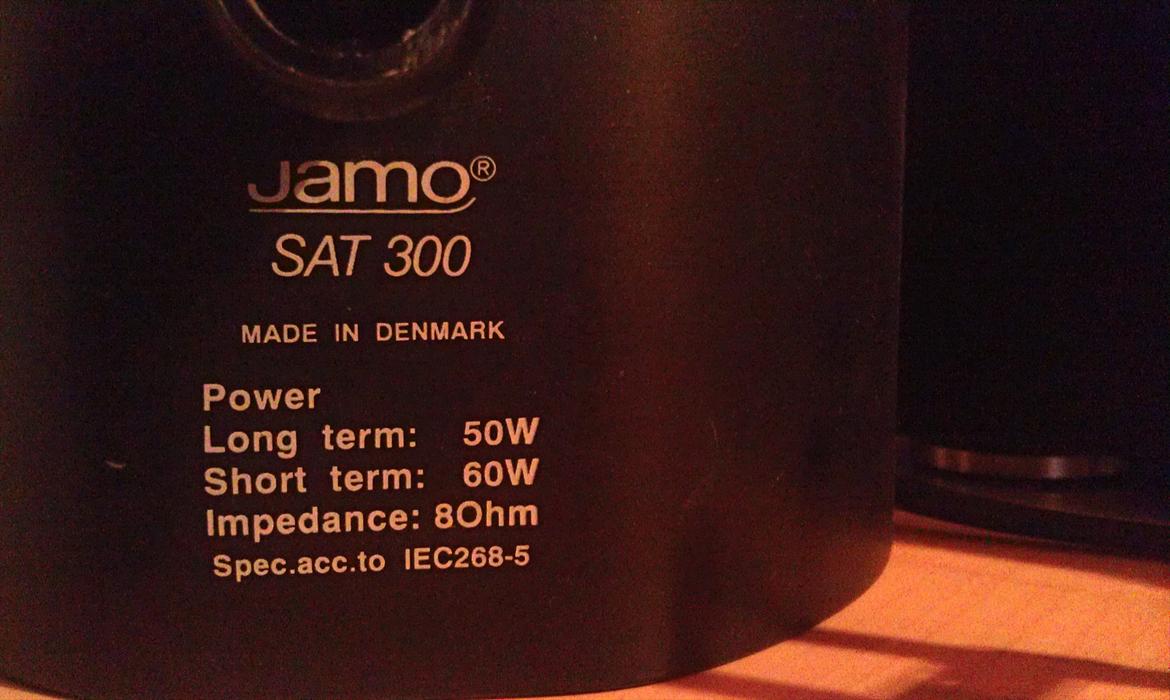 Jamo®
SAT 300
MADE IN DENMARK
Power
Long term: 50W
Short term: 60W
Impedance: 8Ohm
Spec.acc.to IEC268-5